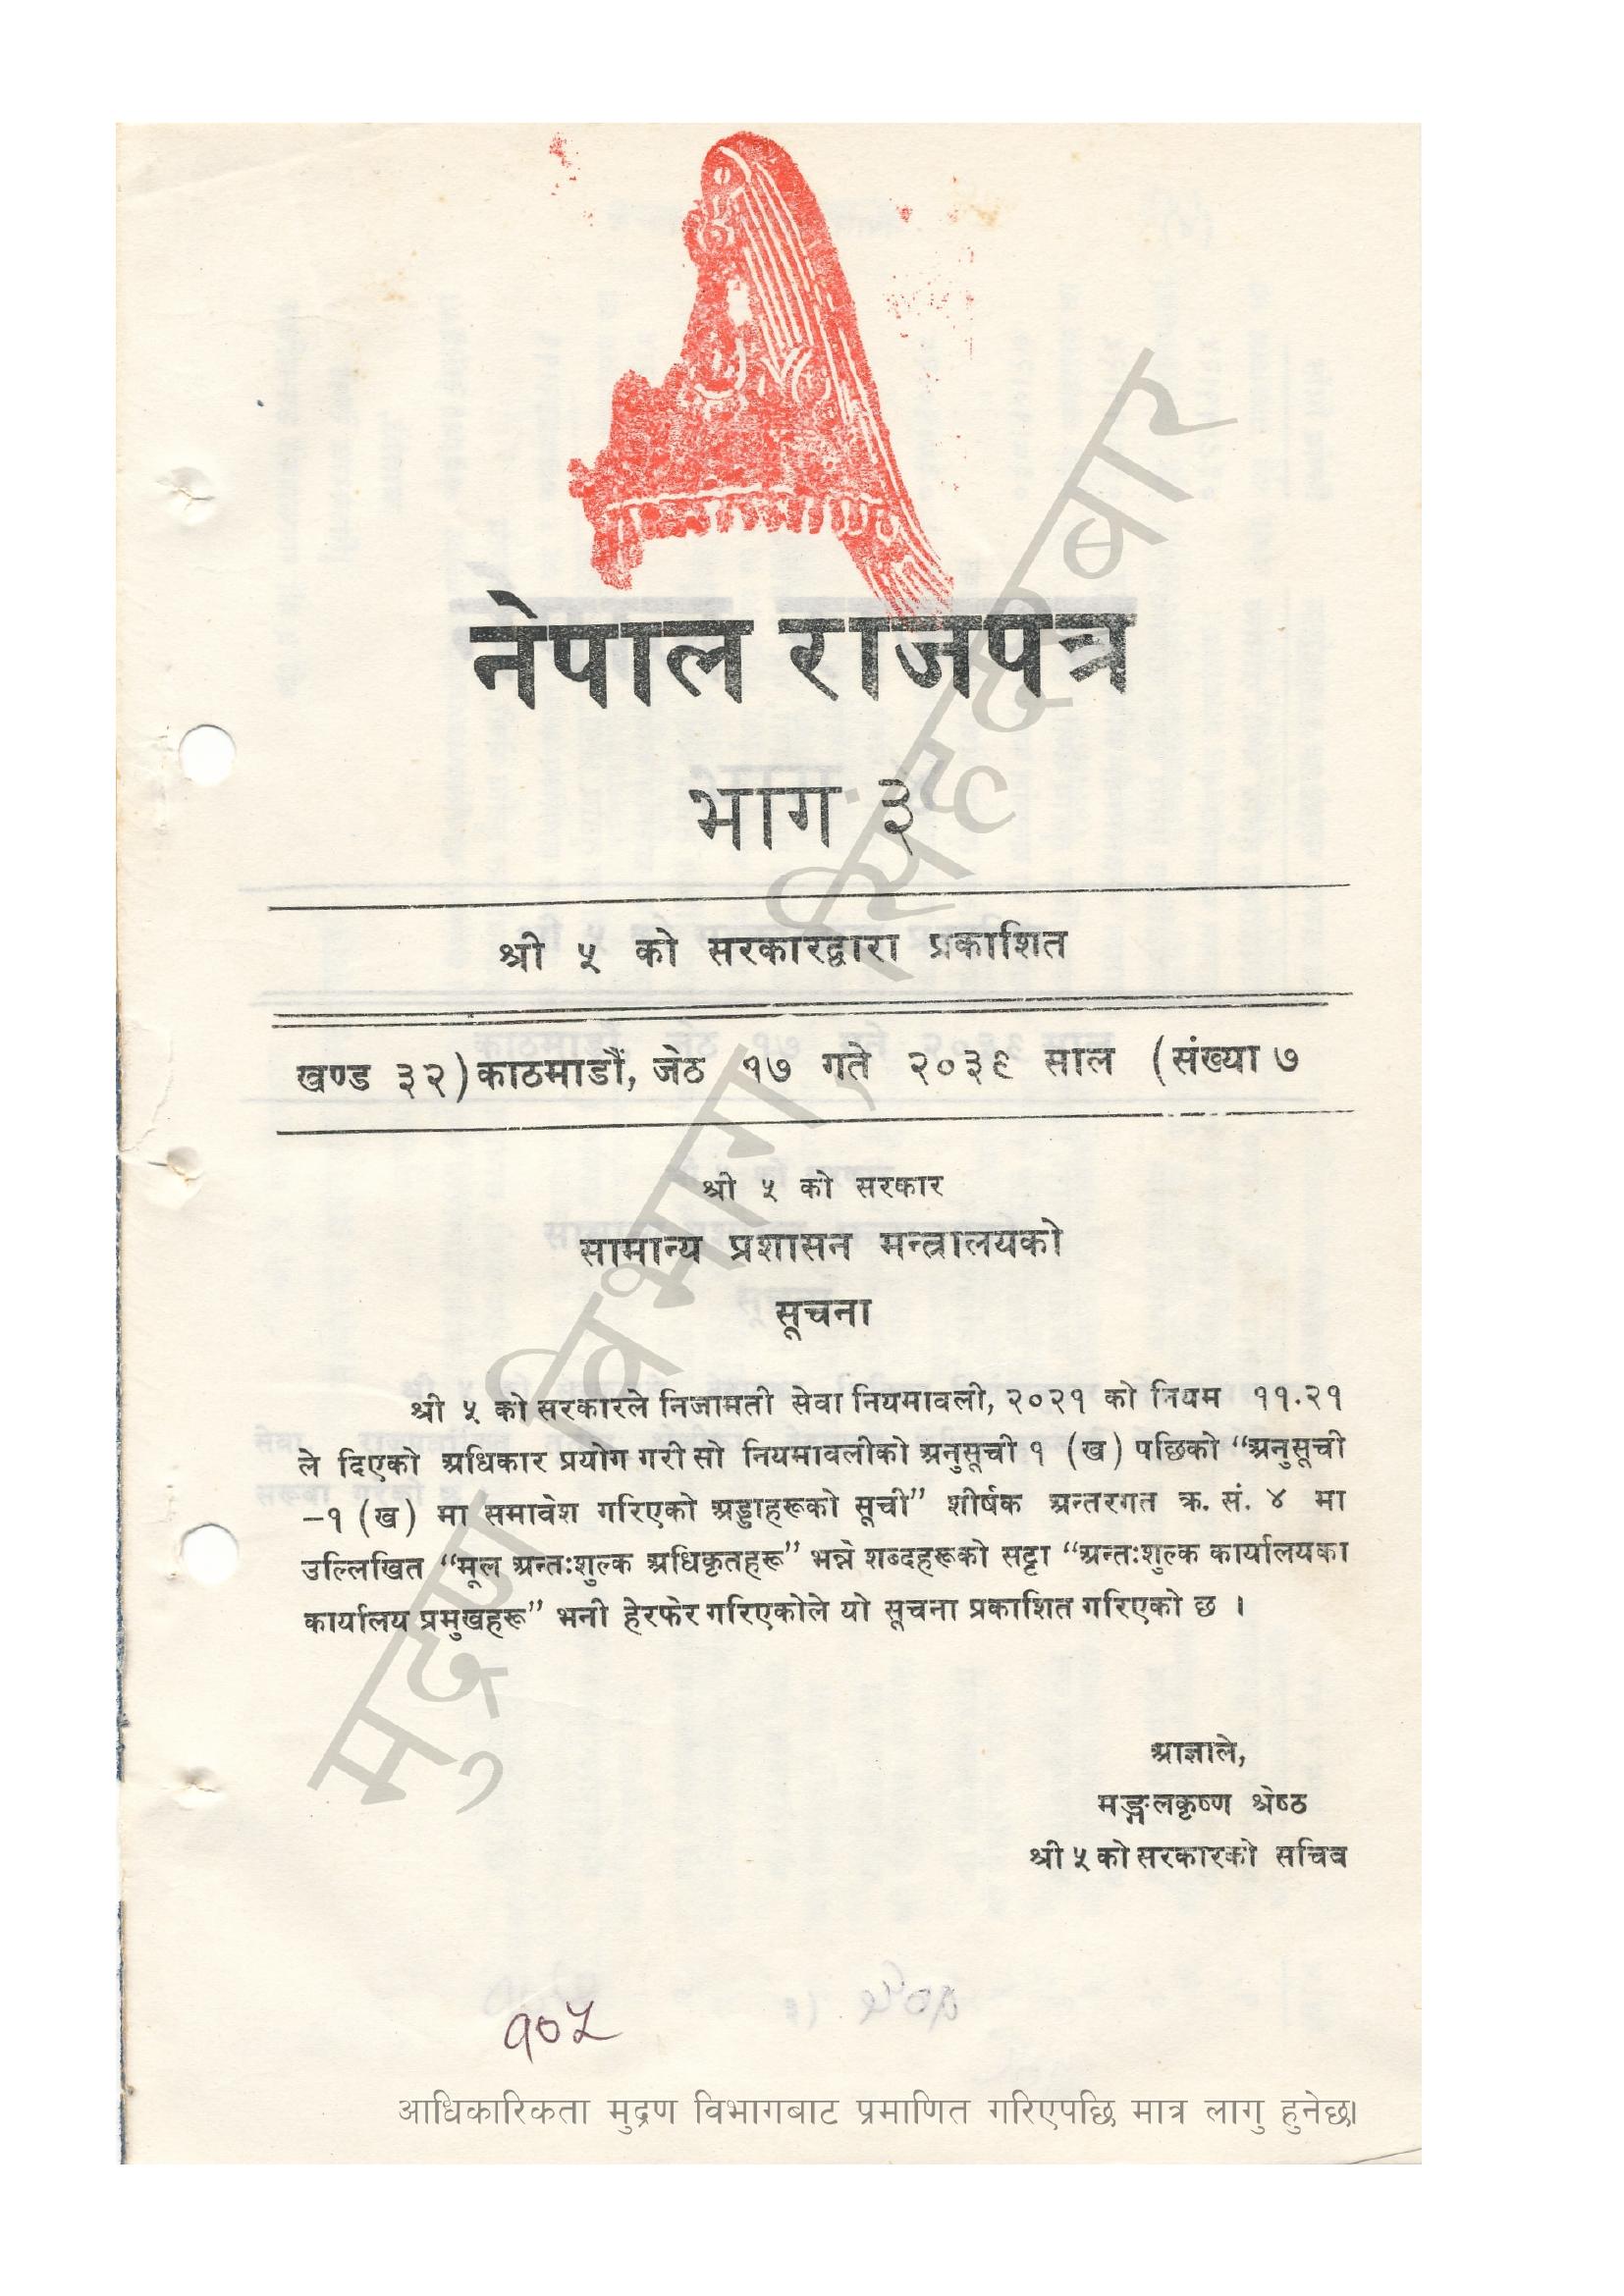 नेपाल राजपत्र
भाग ३
श्री ५ को सरकारद्वारा प्रकाशित
खण्ड ३२) काठमाडौं, जेठ १७ गते २०३९ साल (संख्या ७
श्री ५ को सरकार
सामान्य प्रशासन मन्त्रालयको
सूचना
श्री ५ को सरकारले निजामती सेवा नियमावली, २०२१ को नियम ११.२१
ले दिएको अधिकार प्रयोग गरी सो नियमावलीको अनुसूची १ (ख) पछिको “अनुसूची
–१ (ख) मा समावेश गरिएको अड्डाहरूको सूची” शीर्षक अन्तरगत क्र. सं. ४ मा
उल्लिखित “मूल अन्तःशुल्क अधिकृतहरू” भन्ने शब्दहरूको सट्टा “अन्तःशुल्क कार्यालयका
कार्यालय प्रमुखहरू” भनी हेरफेर गरिएकोले यो सूचना प्रकाशित गरिएको छ ।
आज्ञाले,
मङ्गलकृष्ण श्रेष्ठ
श्री ५ को सरकारको सचिव
१०५
आधिकारिकता मुद्रण विभागबाट प्रमाणित गरिएपछि मात्र लागु हुनेछ।
मुद्रण विभाग, सिंहदरबार